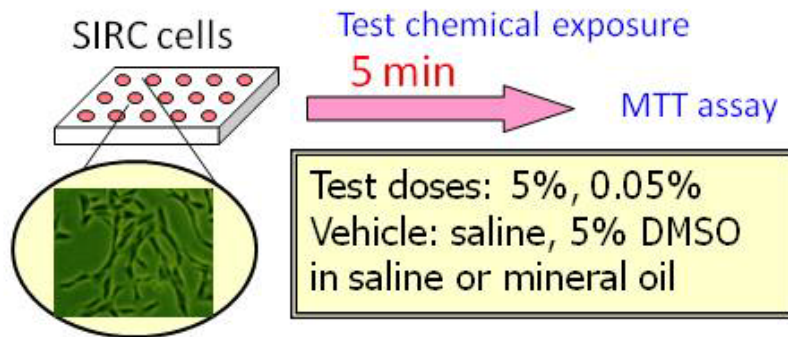 SIRC cells
Test chemical exposure
5 min
MTT assay
Test doses: 5%, 0.05%
Vehicle: saline, 5% DMSO
in saline or mineral oil